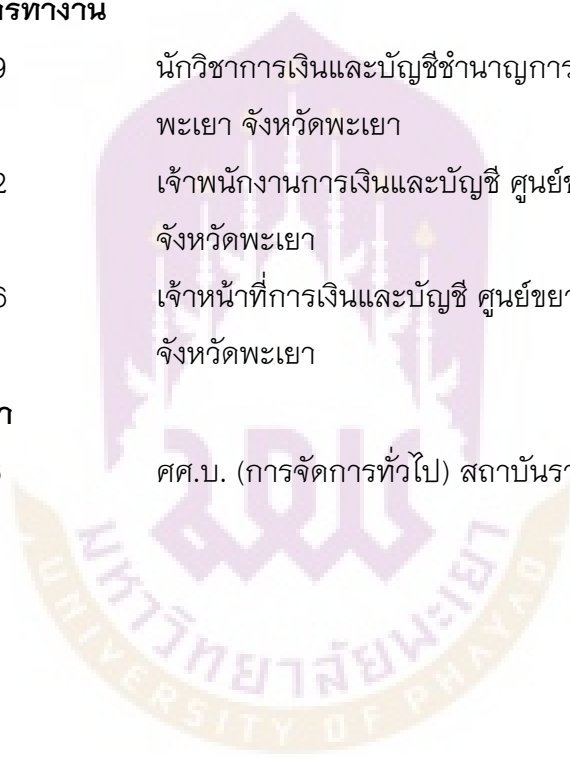 รทำงาน
9 นักวิชาการเงินและบัญชีชำนาญการ
พะเยา จังหวัดพะเยา
2 เจ้าพนักงานการเงินและบัญชี ศูนย์
จังหวัดพะเยา
6 เจ้าหน้าที่การเงินและบัญชี ศูนย์ขยา
จังหวัดพะเยา
ศศ.บ. (การจัดการทั่วไป) สถาบันรา
มหาวิทยาลัยพะเยา
UNIVERSITY OF PHAYAO